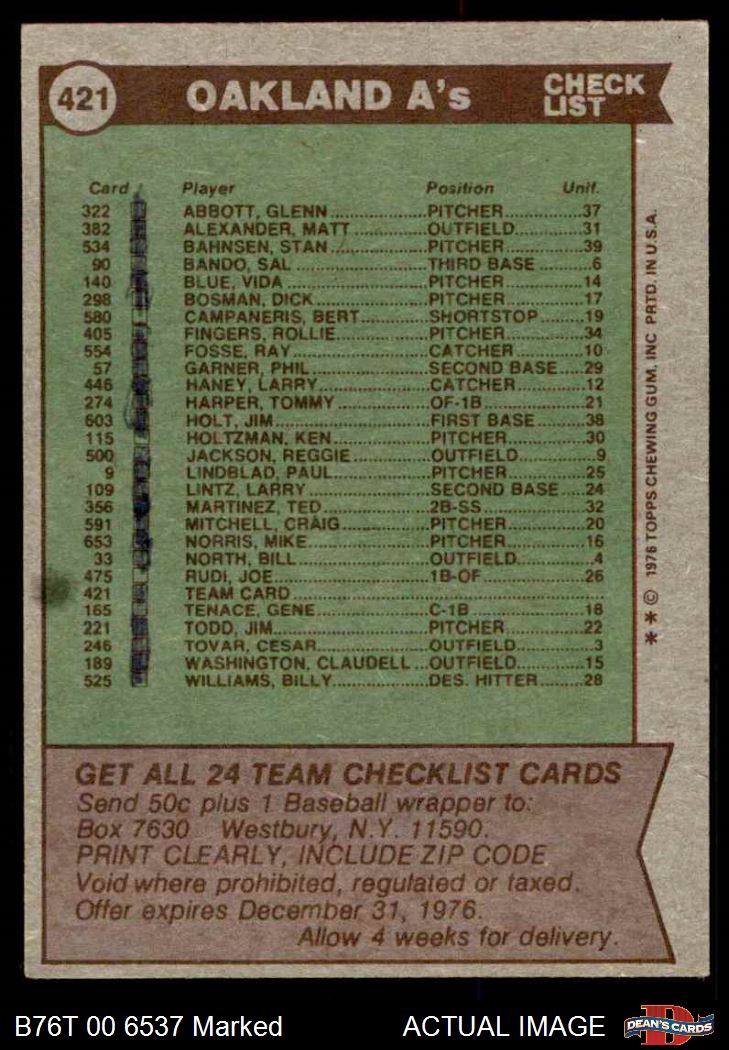 421 OAKLAND A's CHECK LIST
Card Player Position Unif.
322 ABBOTT, GLENN PITCHER 37
382 ALEXANDER, MATT OUTFIELD 31
534 BAHNSEN, STAN PITCHER 39
90 BANDO, SAL THIRD BASE 6
140 BLUE, VIDA PITCHER 14
298 BOSMAN, DICK PITCHER 17
580 CAMPANERIS, BERT SHORTSTOP 19
405 FINGERS, ROLLIE PITCHER 34
554 FOSSE, RAY CATCHER 10
57 GARNER, PHIL SECOND BASE 29
446 HANEY, LARRY CATCHER 12
274 HARPER, TOMMY OF-1B 21
603 HOLT, JIM FIRST BASE 38
115 HOLTZMAN, KEN PITCHER 30
500 JACKSON, REGGIE OUTFIELD 9
9 LINDBLAD, PAUL PITCHER 25
109 LINTZ, LARRY SECOND BASE 24
356 MARTINEZ, TED 2B-SS 32
591 MITCHELL, CRAIG PITCHER 20
653 NORRIS, MIKE PITCHER 16
33 NORTH, BILL OUTFIELD 4
475 RUDI, JOE 1B-OF 26
421 TEAM CARD
165 TENACE, GENE C-1B 18
221 TODD, JIM PITCHER 22
246 TOVAR, CESAR OUTFIELD 3
189 WASHINGTON, CLAUDELL OUTFIELD 15
525 WILLIAMS, BILLY DES. HITTER 28
** © 1976 TOPPS CHEWING GUM, INC PRTD. IN U.S.A.
GET ALL 24 TEAM CHECKLIST CARDS
Send 50c plus 1 Baseball wrapper to:
Box 7630 Westbury, N.Y. 11590.
PRINT CLEARLY, INCLUDE ZIP CODE
Void where prohibited, regulated or taxed.
Offer expires December 31, 1976.
Allow 4 weeks for delivery.
B76T 00 6537 Marked ACTUAL IMAGE DEAN'S CARDS